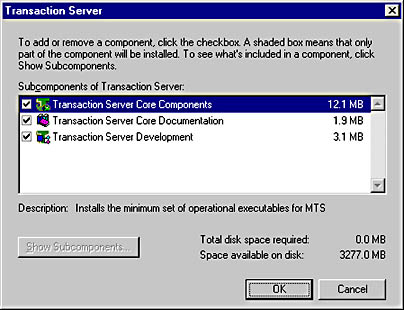 Transaction Server
To add or remove a component, click the checkbox. A shaded box means that only
part of the component will be installed. To see what's included in a component, click
Show Subcomponents.
Subcomponents of Transaction Server:
Transaction Server Core Components 12.1 MB
Transaction Server Core Documentation 1.9 MB
Transaction Server Development 3.1 MB
Description: Installs the minimum set of operational executables for MTS
Show Subcomponents... Total disk space required: 0.0 MB
Space available on disk: 3277.0 MB
OK Cancel